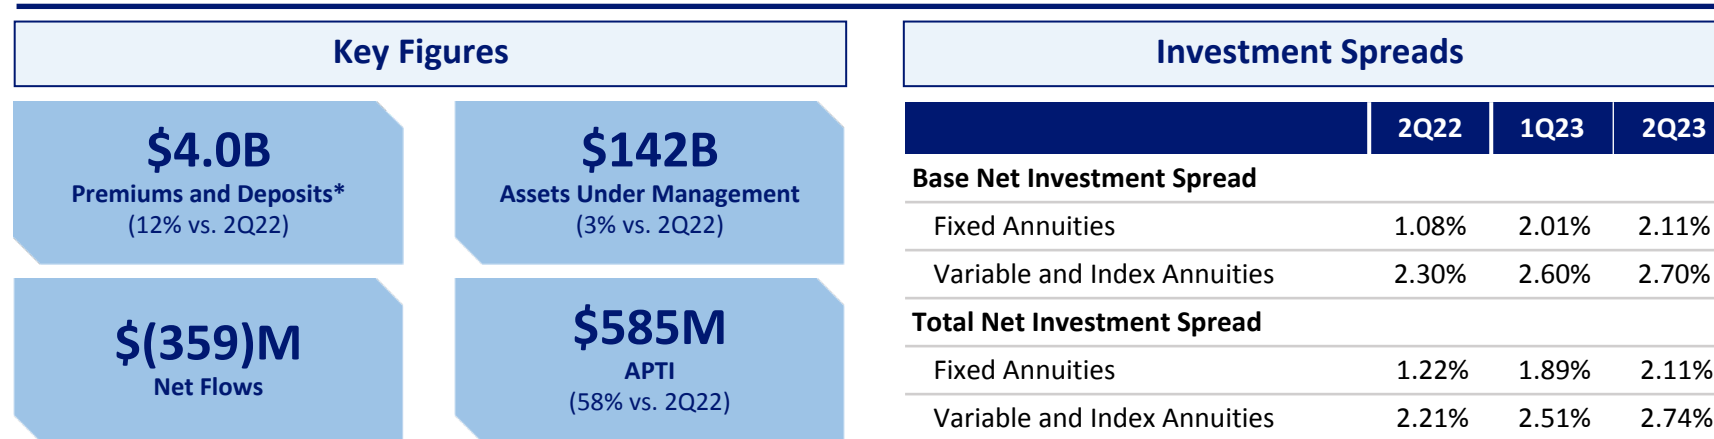 Key Figures
$4.0B
Premiums and Deposits*
(12% vs. 2Q22)
$142B
Assets Under Management
(3% vs. 2Q22)
$(359)M
Net Flows
$585M
APTI
(58% vs. 2Q22)
Investment Spreads
2Q22 1Q23 2Q23
Base Net Investment Spread
Fixed Annuities 1.08% 2.01% 2.11%
Variable and Index Annuities 2.30% 2.60% 2.70%
Total Net Investment Spread
Fixed Annuities 1.22% 1.89% 2.11%
Variable and Index Annuities 2.21% 2.51% 2.74%